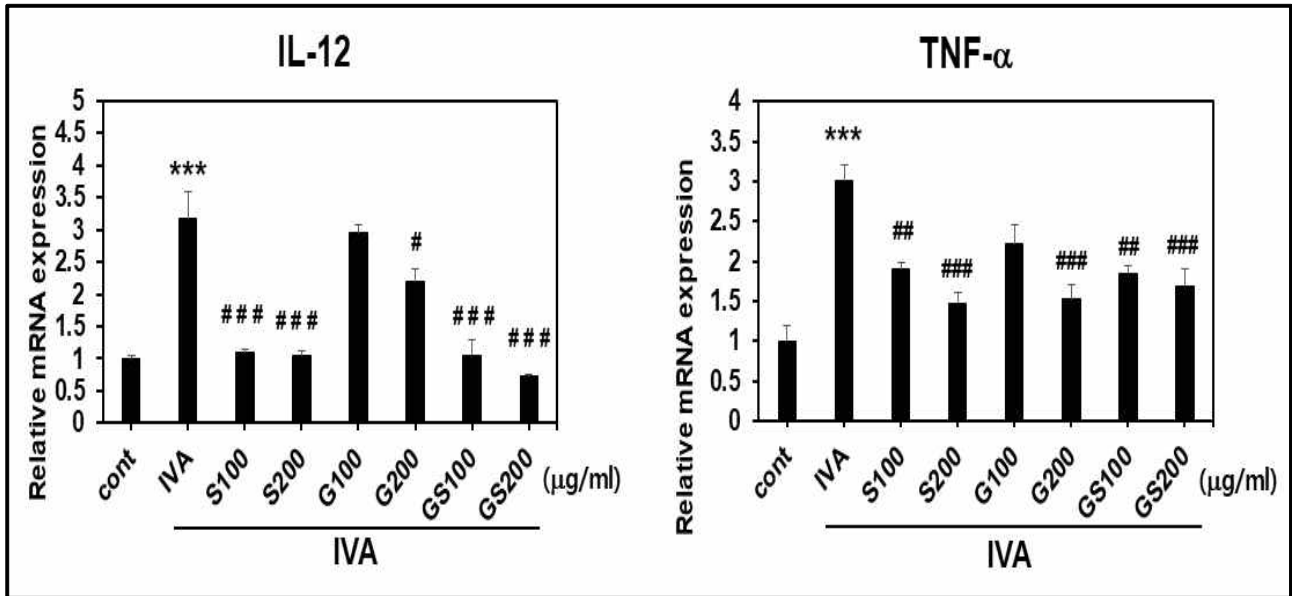 IL-12
Relative mRNA expression
5
4.5
4
3.5
3
2.5
2
1.5
1
0.5
0
***
###
###
#
###
###
cont
IVA
S100
S200
G100
G200
GS100
GS200
(μg/ml)
IVA
TNF-α
Relative mRNA expression
4
3.5
3
2.5
2
1.5
1
0.5
0
***
##
###
###
##
###
cont
IVA
S100
S200
G100
G200
GS100
GS200
(μg/ml)
IVA